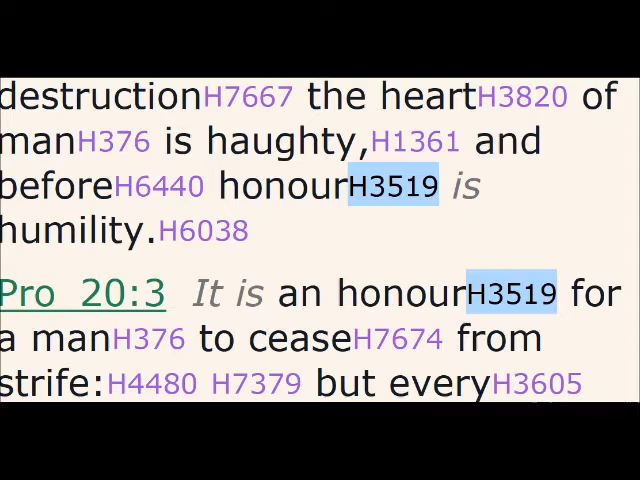 destructionH7667 the heartH3820 of
manH376 is haughty,H1361 and
beforeH6440 honourH3519 is
humility.H6038
Pro 20:3 It is an honourH3519 for
a manH376 to ceaseH7674 from
strife:H4480 H7379 but everyH3605